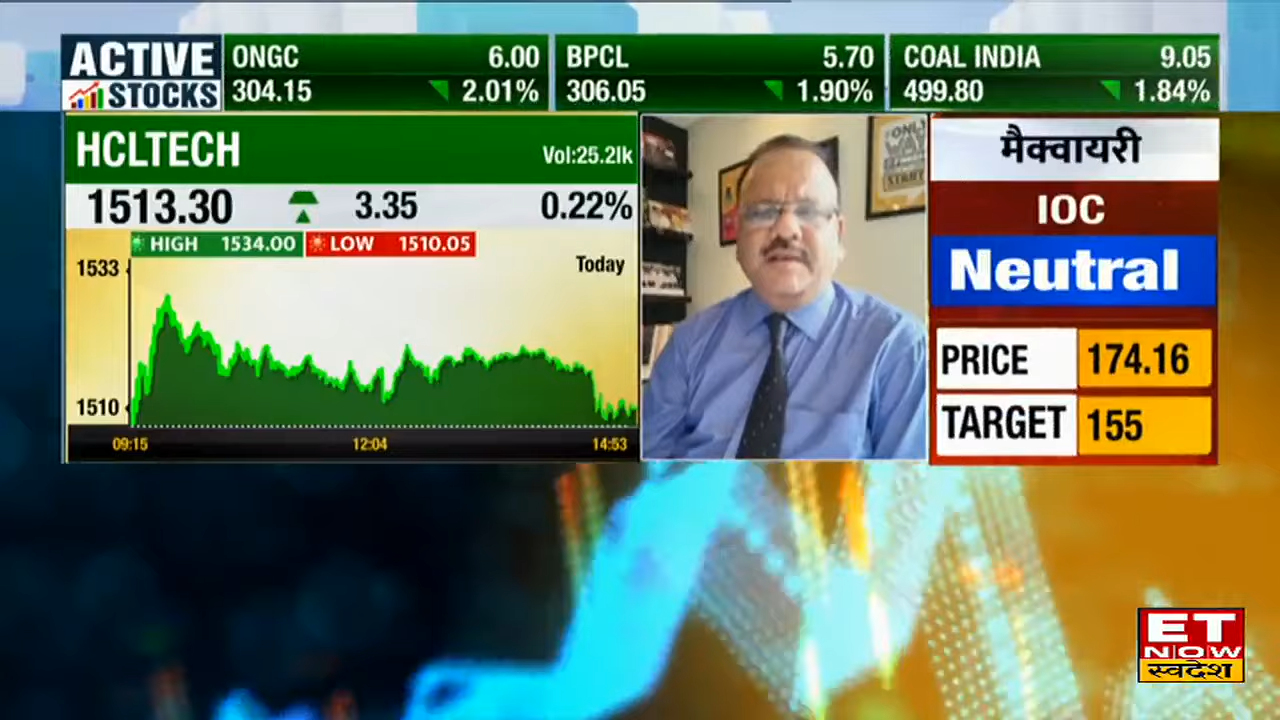 ACTIVE
STOCKS
ONGC 6.00
304.15 2.01%
BPCL 5.70
306.05 1.90%
COAL INDIA 9.05
499.80 1.84%
HCLTECH Vol:25.2lk
1513.30 3.35 0.22%
HIGH 1534.00 LOW 1510.05
Today
1533
1510
09:15 12:04 14:53
ONLY
WAY
START
मैक्वायरी
IOC
Neutral
PRICE 174.16
TARGET 155
ET
NOW
स्वदेश